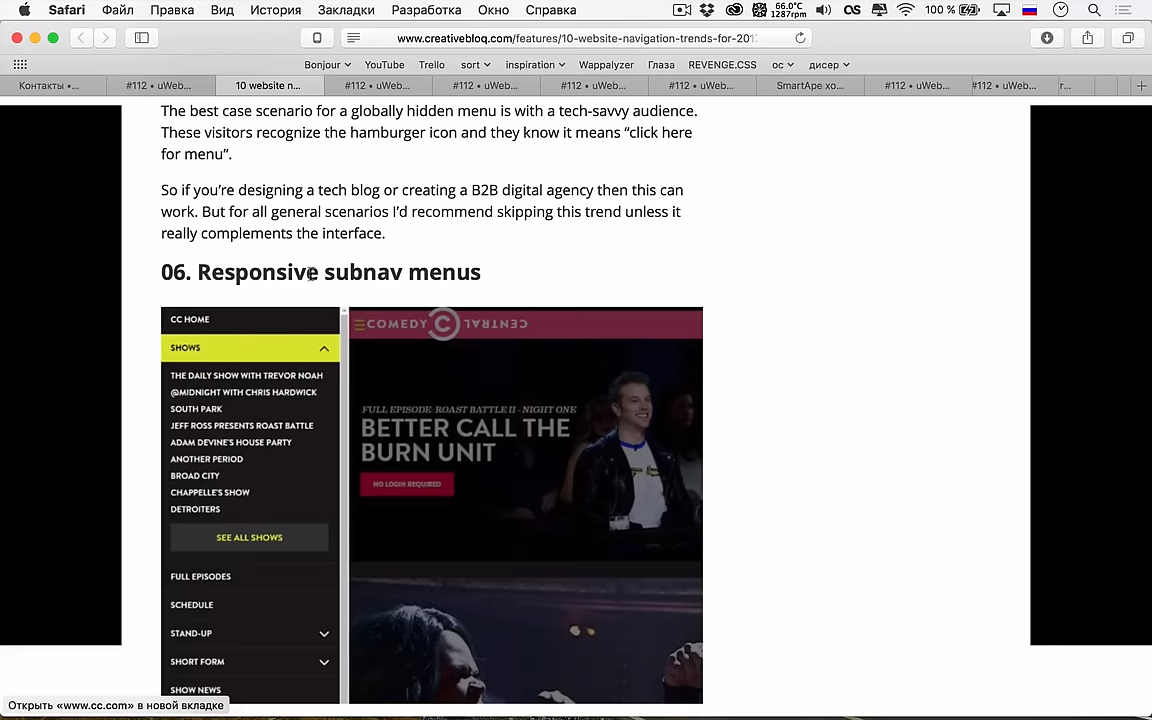 Safari Файл Правка Вид История Закладки Разработка Окно Справка 66.0°C 1287rpm 100 %
www.creativebloq.com/features/10-website-navigation-trends-for-201
Bonjour YouTube Trello sort inspiration Wappalyzer Глаза REVENGE.CSS ос дисер
Контакты •... #112 • uWeb... 10 website n... #112 • uWeb... #112 • uWeb... #112 • uWeb... #112 • uWeb... SmartApe хо... #112 • uWeb... #112 • uWeb... r...
The best case scenario for a globally hidden menu is with a tech-savvy audience.
These visitors recognize the hamburger icon and they know it means “click here
for menu”.
So if you’re designing a tech blog or creating a B2B digital agency then this can
work. But for all general scenarios I’d recommend skipping this trend unless it
really complements the interface.
06. Responsive subnav menus
CC HOME
SHOWS
THE DAILY SHOW WITH TREVOR NOAH
@MIDNIGHT WITH CHRIS HARDWICK
SOUTH PARK
JEFF ROSS PRESENTS ROAST BATTLE
ADAM DEVINE'S HOUSE PARTY
ANOTHER PERIOD
BROAD CITY
CHAPPELLE'S SHOW
DETROITERS
SEE ALL SHOWS
FULL EPISODES
SCHEDULE
STAND-UP
SHORT FORM
SHOW NEWS
COMEDY CENTRAL
FULL EPISODE: ROAST BATTLE II - NIGHT ONE
BETTER CALL THE
BURN UNIT
NO LOGIN REQUIRED
Открыть «www.cc.com» в новой вкладке